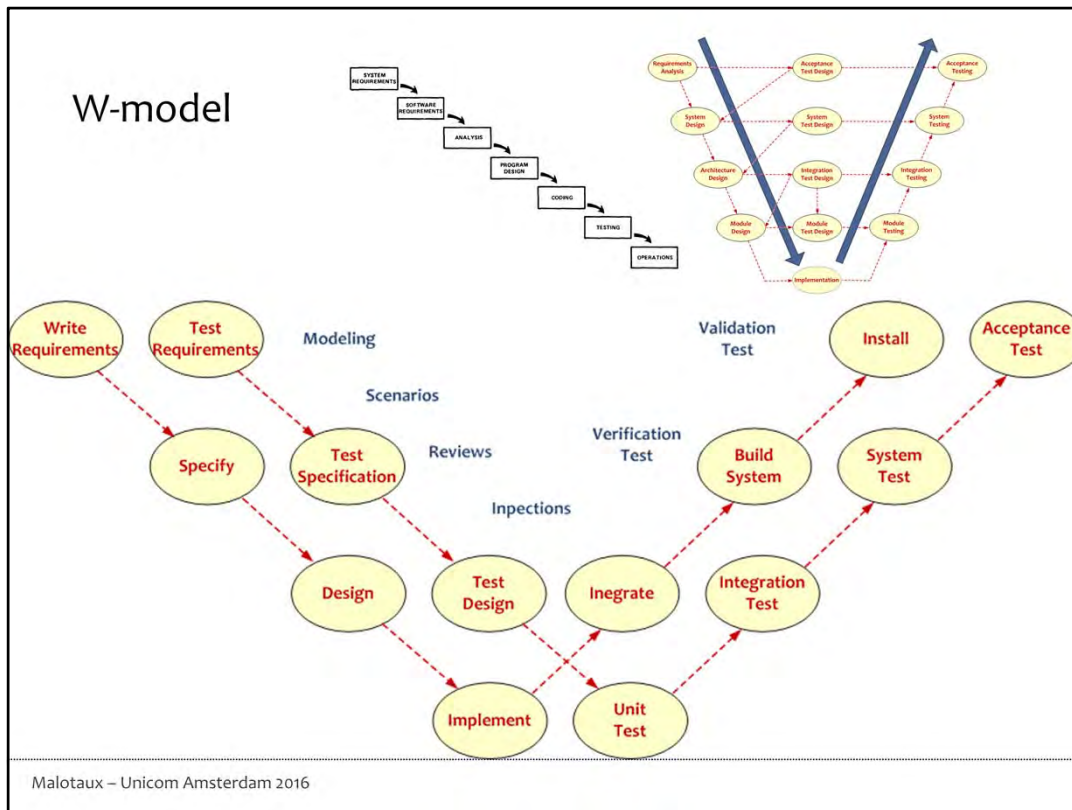 W-model
SYSTEM
REQUIREMENTS
SOFTWARE
REQUIREMENTS
ANALYSIS
PROGRAM
DESIGN
CODING
TESTING
OPERATIONS
Requirements
Analysis
Acceptance
Test Design
Acceptance
Testing
System
Design
System
Test Design
System
Testing
Architecture
Design
Integration
Test Design
Integration
Testing
Module
Design
Module
Test Design
Module
Testing
Implementation
Write
Requirements
Test
Requirements
Modeling
Validation
Test
Install
Acceptance
Test
Scenarios
Specify
Test
Specification
Reviews
Verification
Test
Build
System
System
Test
Inpections
Design
Test
Design
Inegrate
Integration
Test
Implement
Unit
Test
Malotaux – Unicom Amsterdam 2016